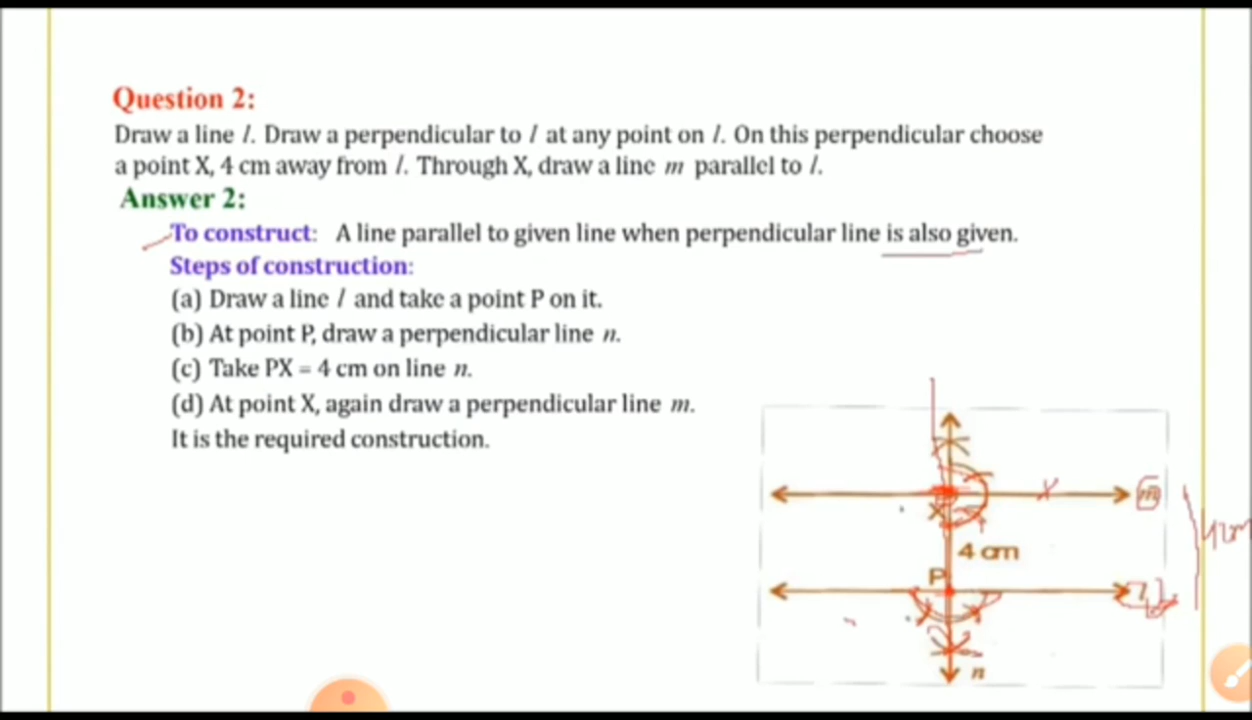 Question 2:
Draw a line l. Draw a perpendicular to l at any point on l. On this perpendicular choose
a point X, 4 cm away from l. Through X, draw a line m parallel to l.
Answer 2:
To construct: A line parallel to given line when perpendicular line is also given.
Steps of construction:
(a) Draw a line l and take a point P on it.
(b) At point P, draw a perpendicular line n.
(c) Take PX = 4 cm on line n.
(d) At point X, again draw a perpendicular line m.
It is the required construction.
m
X
4 cm
4cm
P
l
n